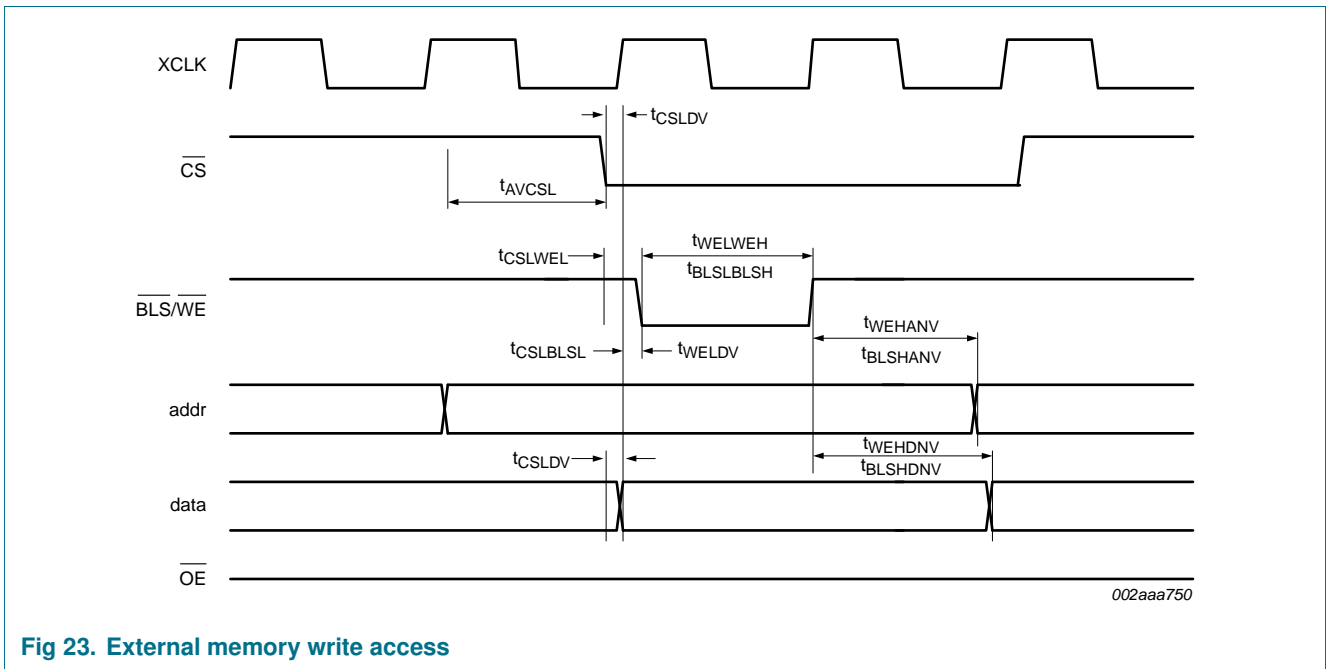 XCLK
tCSLDV
CS
tAVCSL
tCSLWEL
tWELWEH
tBLSLBLSH
BLS/WE
tWEHANV
tCSLBLSL
tWELDV
tBLSHANV
addr
tWEHDNV
tCSLDV
tBLSHDNV
data
OE
002aaa750
Fig 23. External memory write access